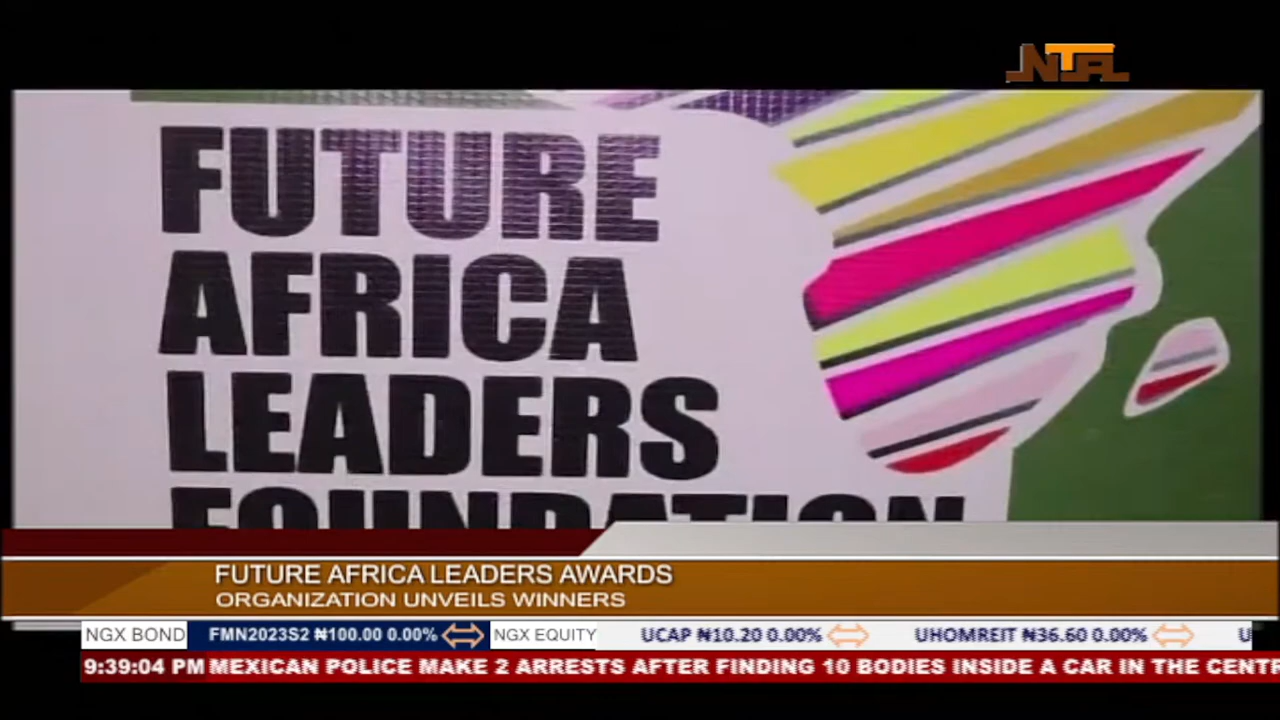 NTA
FUTURE
AFRICA
LEADERS
FOUNDATION
FUTURE AFRICA LEADERS AWARDS
ORGANIZATION UNVEILS WINNERS
NGX BOND FMN2023S2 ₦100.00 0.00% NGX EQUITY UCAP ₦10.20 0.00% UHOMREIT ₦36.60 0.00% U
9:39:04 PM MEXICAN POLICE MAKE 2 ARRESTS AFTER FINDING 10 BODIES INSIDE A CAR IN THE CENTR